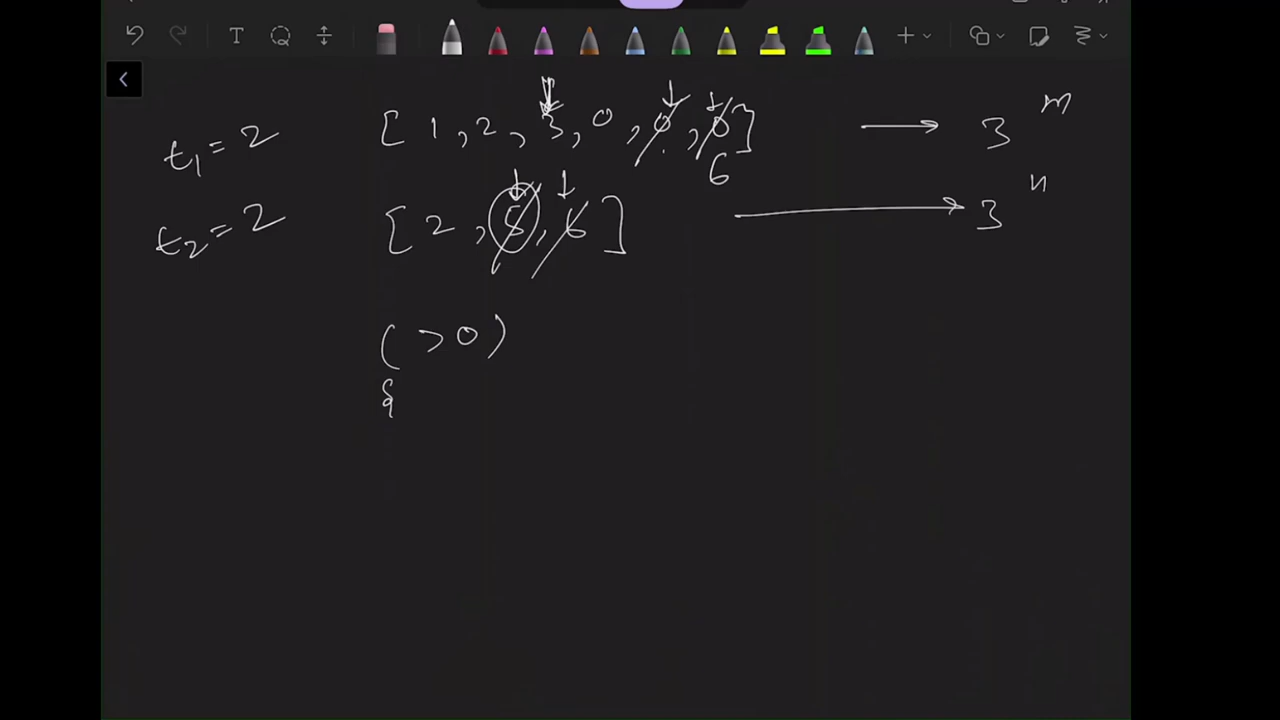 t₁ = 2 [ 1 , 2 , 3 , 0 , 0 , 0 ] → 3 m
6
t₂ = 2 [ 2 , 5 , 6 ] → 3 n
( > 0 )
{